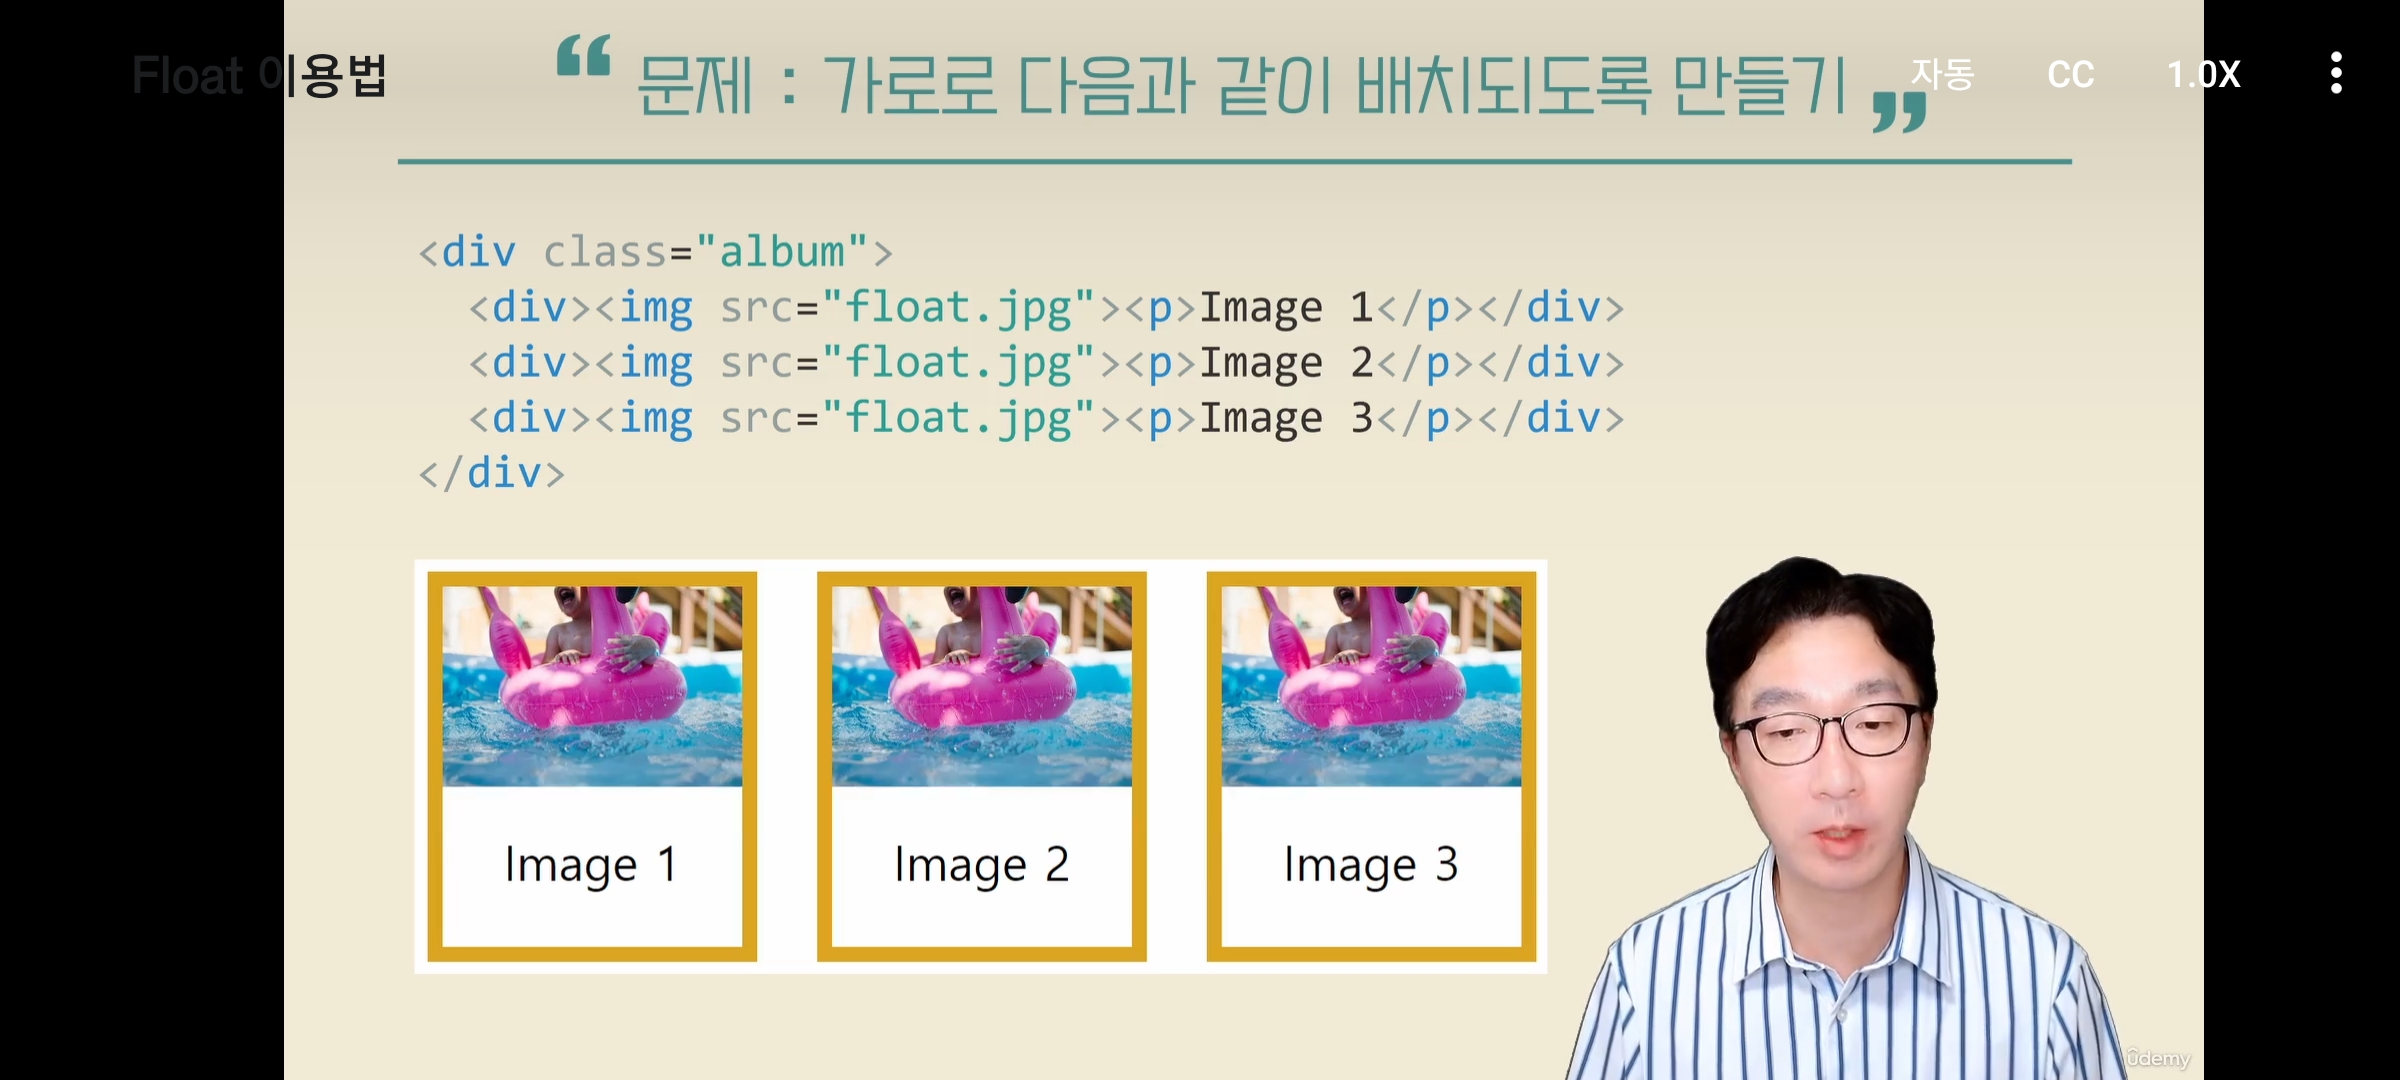 Float 이용법
“ 문제 : 가로로 다음과 같이 배치되도록 만들기 ”
자동 CC 1.0X
<div class="album">
  <div><img src="float.jpg"><p>Image 1</p></div>
  <div><img src="float.jpg"><p>Image 2</p></div>
  <div><img src="float.jpg"><p>Image 3</p></div>
</div>
Image 1
Image 2
Image 3
ûdemy